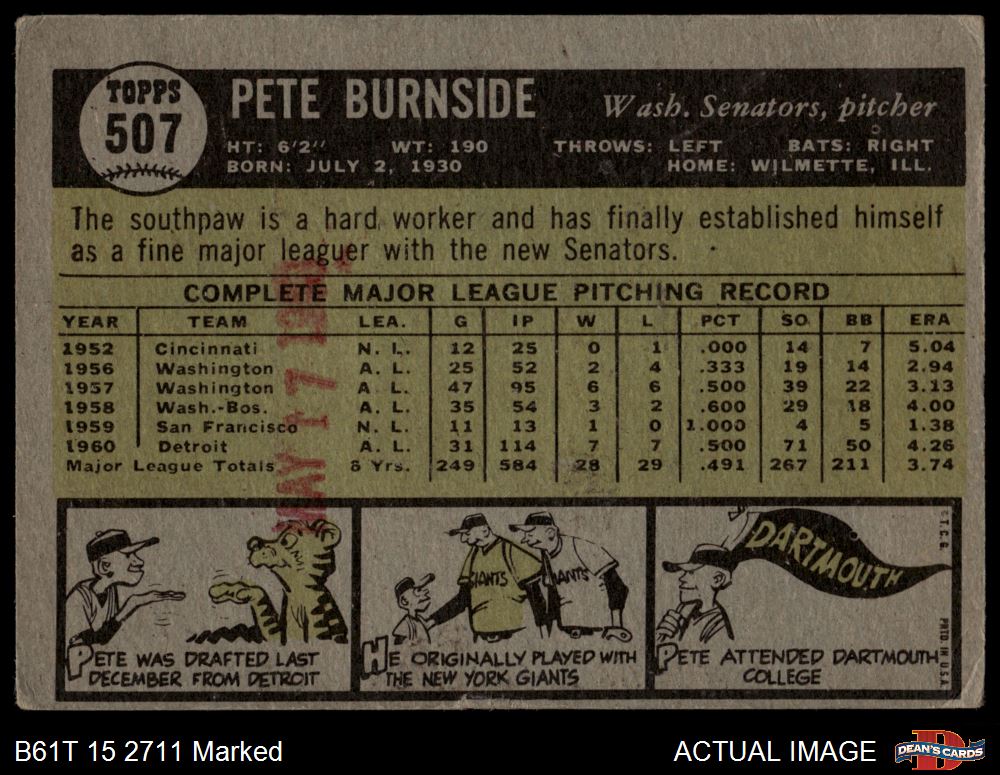 TOPPS
507
PETE BURNSIDE
Wash. Senators, pitcher
HT: 6'2" WT: 190 THROWS: LEFT BATS: RIGHT
BORN: JULY 2, 1930 HOME: WILMETTE, ILL.
The southpaw is a hard worker and has finally established himself
as a fine major leaguer with the new Senators.
COMPLETE MAJOR LEAGUE PITCHING RECORD
YEAR TEAM LEA. G IP W L PCT SO BB ERA
1952 Cincinnati N. L. 12 25 0 1 .000 14 7 5.04
1956 Washington A. L. 25 52 2 4 .333 19 14 2.94
1957 Washington A. L. 47 95 6 6 .500 39 22 3.13
1958 Wash.-Bos. A. L. 35 54 3 2 .600 29 18 4.00
1959 San Francisco N. L. 11 13 1 0 1.000 4 5 1.38
1960 Detroit A. L. 31 114 7 7 .500 71 50 4.26
Major League Totals 8 Yrs. 249 584 28 29 .491 267 211 3.74
MAY 17
PETE WAS DRAFTED LAST
DECEMBER FROM DETROIT
GIANTS
GIANTS
HE ORIGINALLY PLAYED WITH
THE NEW YORK GIANTS
DARTMOUTH
PETE ATTENDED DARTMOUTH
COLLEGE
© T.C.G. PRTD. IN U.S.A.
B61T 15 2711 Marked
ACTUAL IMAGE
DEAN'S CARDS